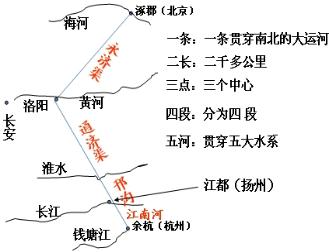 涿郡（北京）
海河
永济渠
一条：一条贯穿南北的大运河
二长：二千多公里
三点：三个中心
四段：分为四 段
五河：贯穿五大水系
洛阳
黄河
长安
通济渠
淮水
邗沟
江都（扬州）
长江
江南河
余杭（杭州）
钱塘江